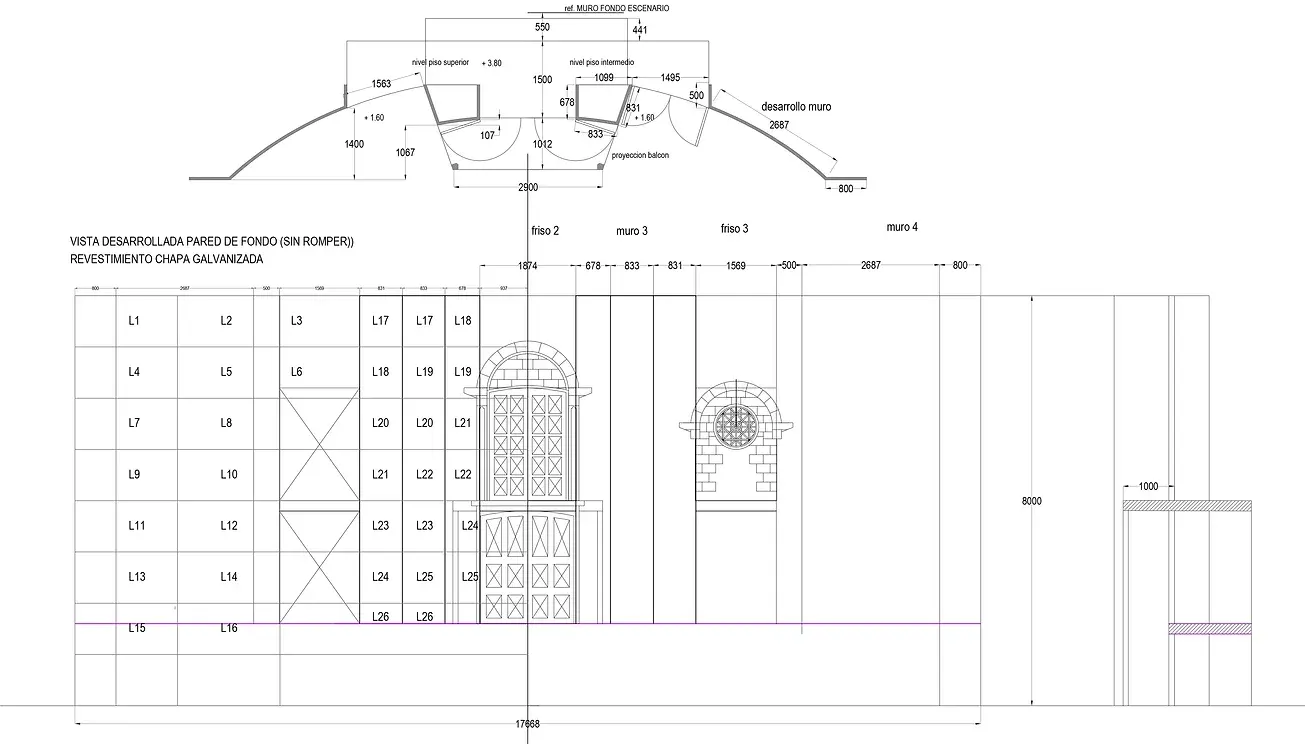 ref. MURO FONDO ESCENARIO
550
441
nivel piso superior + 3.80
nivel piso intermedio
1563
1500
1099
1495
678
831
500
desarrollo muro
2687
+ 1.60
+ 1.60
107
833
1400
1067
1012
proyeccion balcon
2900
800
friso 2
muro 3
friso 3
muro 4
VISTA DESARROLLADA PARED DE FONDO (SIN ROMPER))
REVESTIMIENTO CHAPA GALVANIZADA
1874 678 833 831 1569 500 2687 800
800 2687 500 1569 831 833 678 937
L1 L2 L3 L17 L17 L18
L4 L5 L6 L18 L19 L19
L7 L8 L20 L20 L21
L9 L10 L21 L22 L22
1000
8000
L11 L12 L23 L23 L24
L13 L14 L24 L25 L25
L26 L26
L15 L16
17668